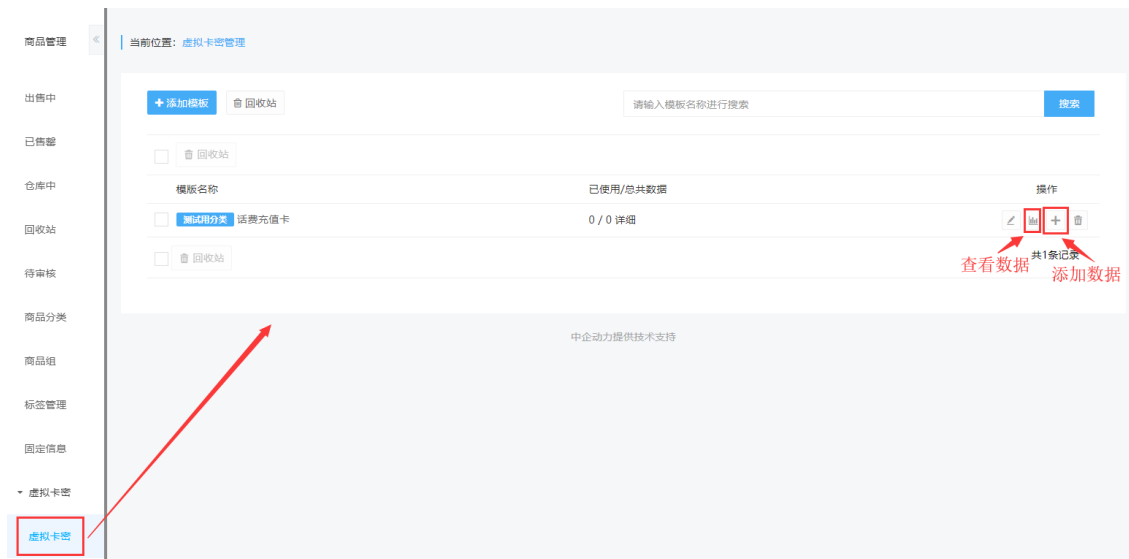 商品管理
当前位置：虚拟卡密管理
出售中
已售罄
仓库中
回收站
待审核
商品分类
商品组
标签管理
固定信息
虚拟卡密
虚拟卡密
添加模板 回收站 请输入模板名称进行搜索 搜索
回收站
模版名称 已使用/总共数据 操作
测试用分类 话费充值卡 0 / 0 详细
回收站 共1条记录
查看数据
添加数据
中企动力提供技术支持